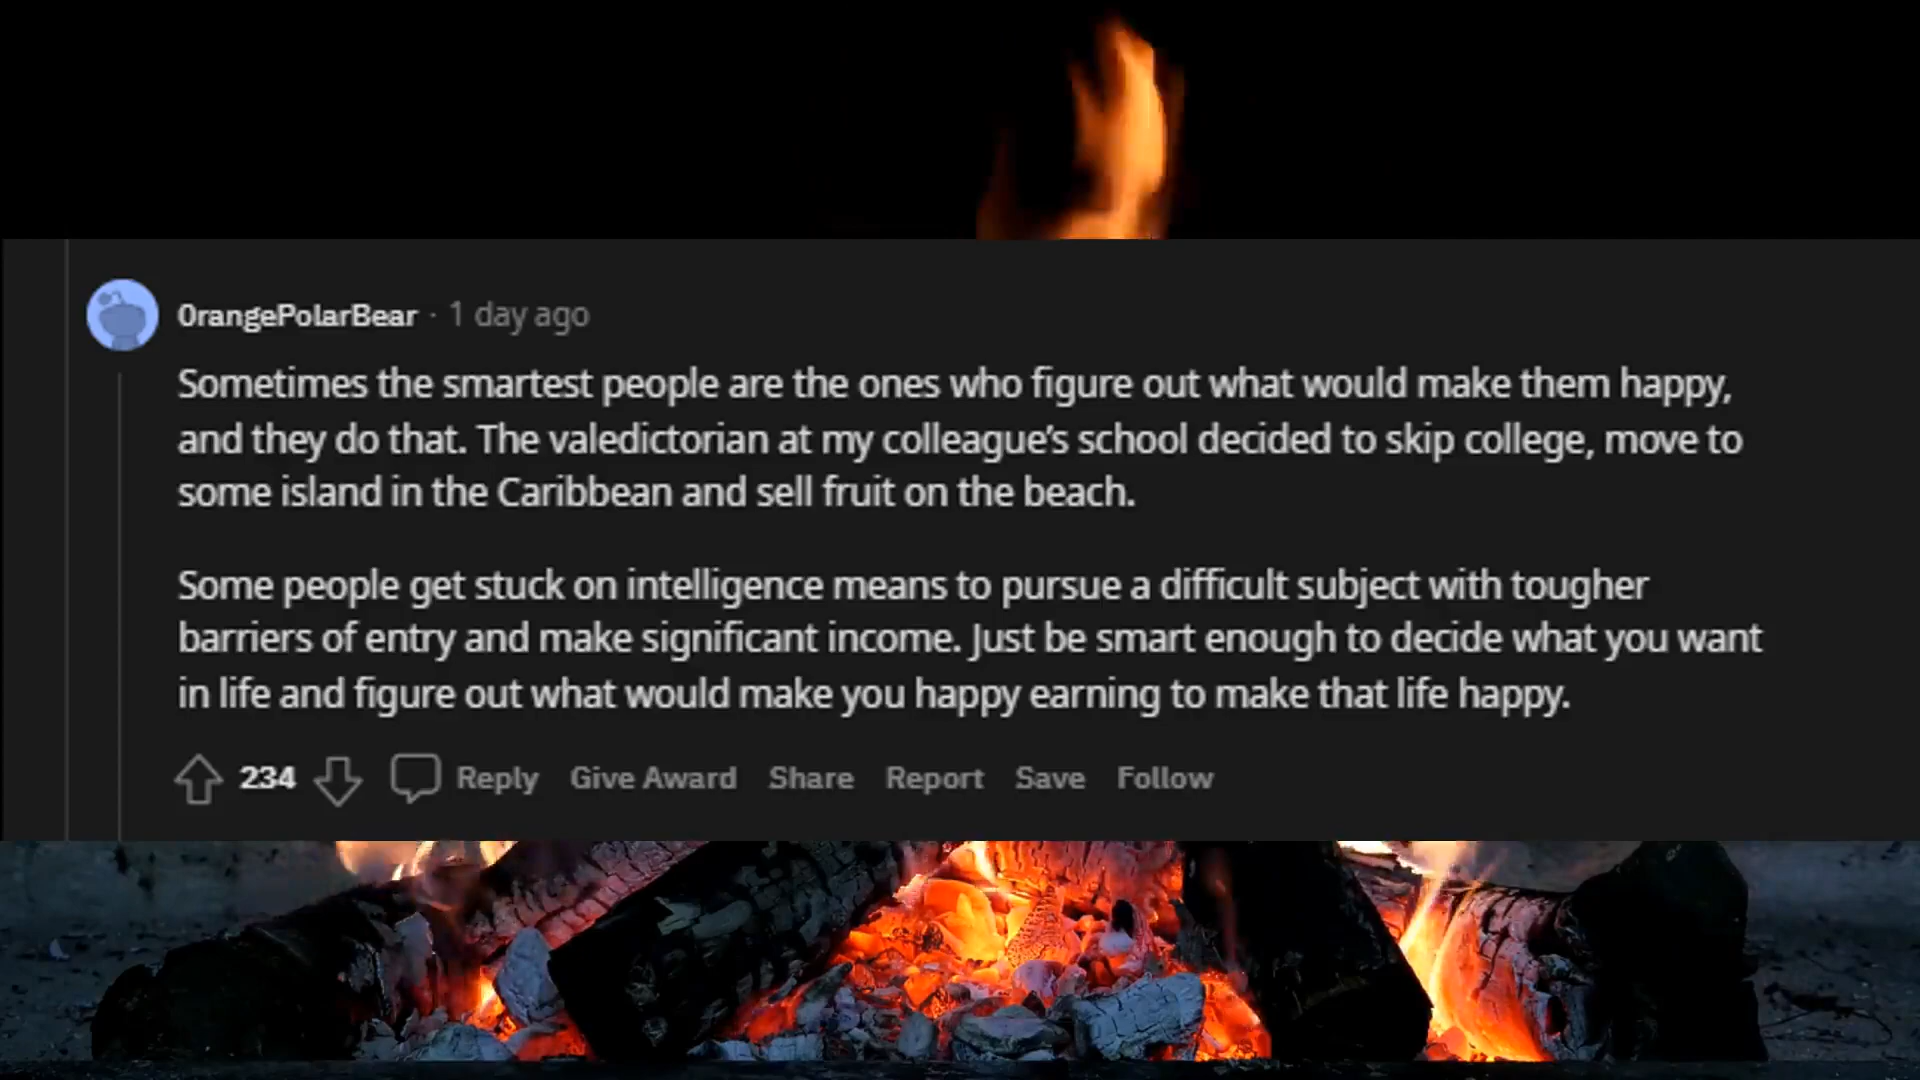 0rangePolarBear · 1 day ago
Sometimes the smartest people are the ones who figure out what would make them happy,
and they do that. The valedictorian at my colleague's school decided to skip college, move to
some island in the Caribbean and sell fruit on the beach.
Some people get stuck on intelligence means to pursue a difficult subject with tougher
barriers of entry and make significant income. Just be smart enough to decide what you want
in life and figure out what would make you happy earning to make that life happy.
234 Reply Give Award Share Report Save Follow